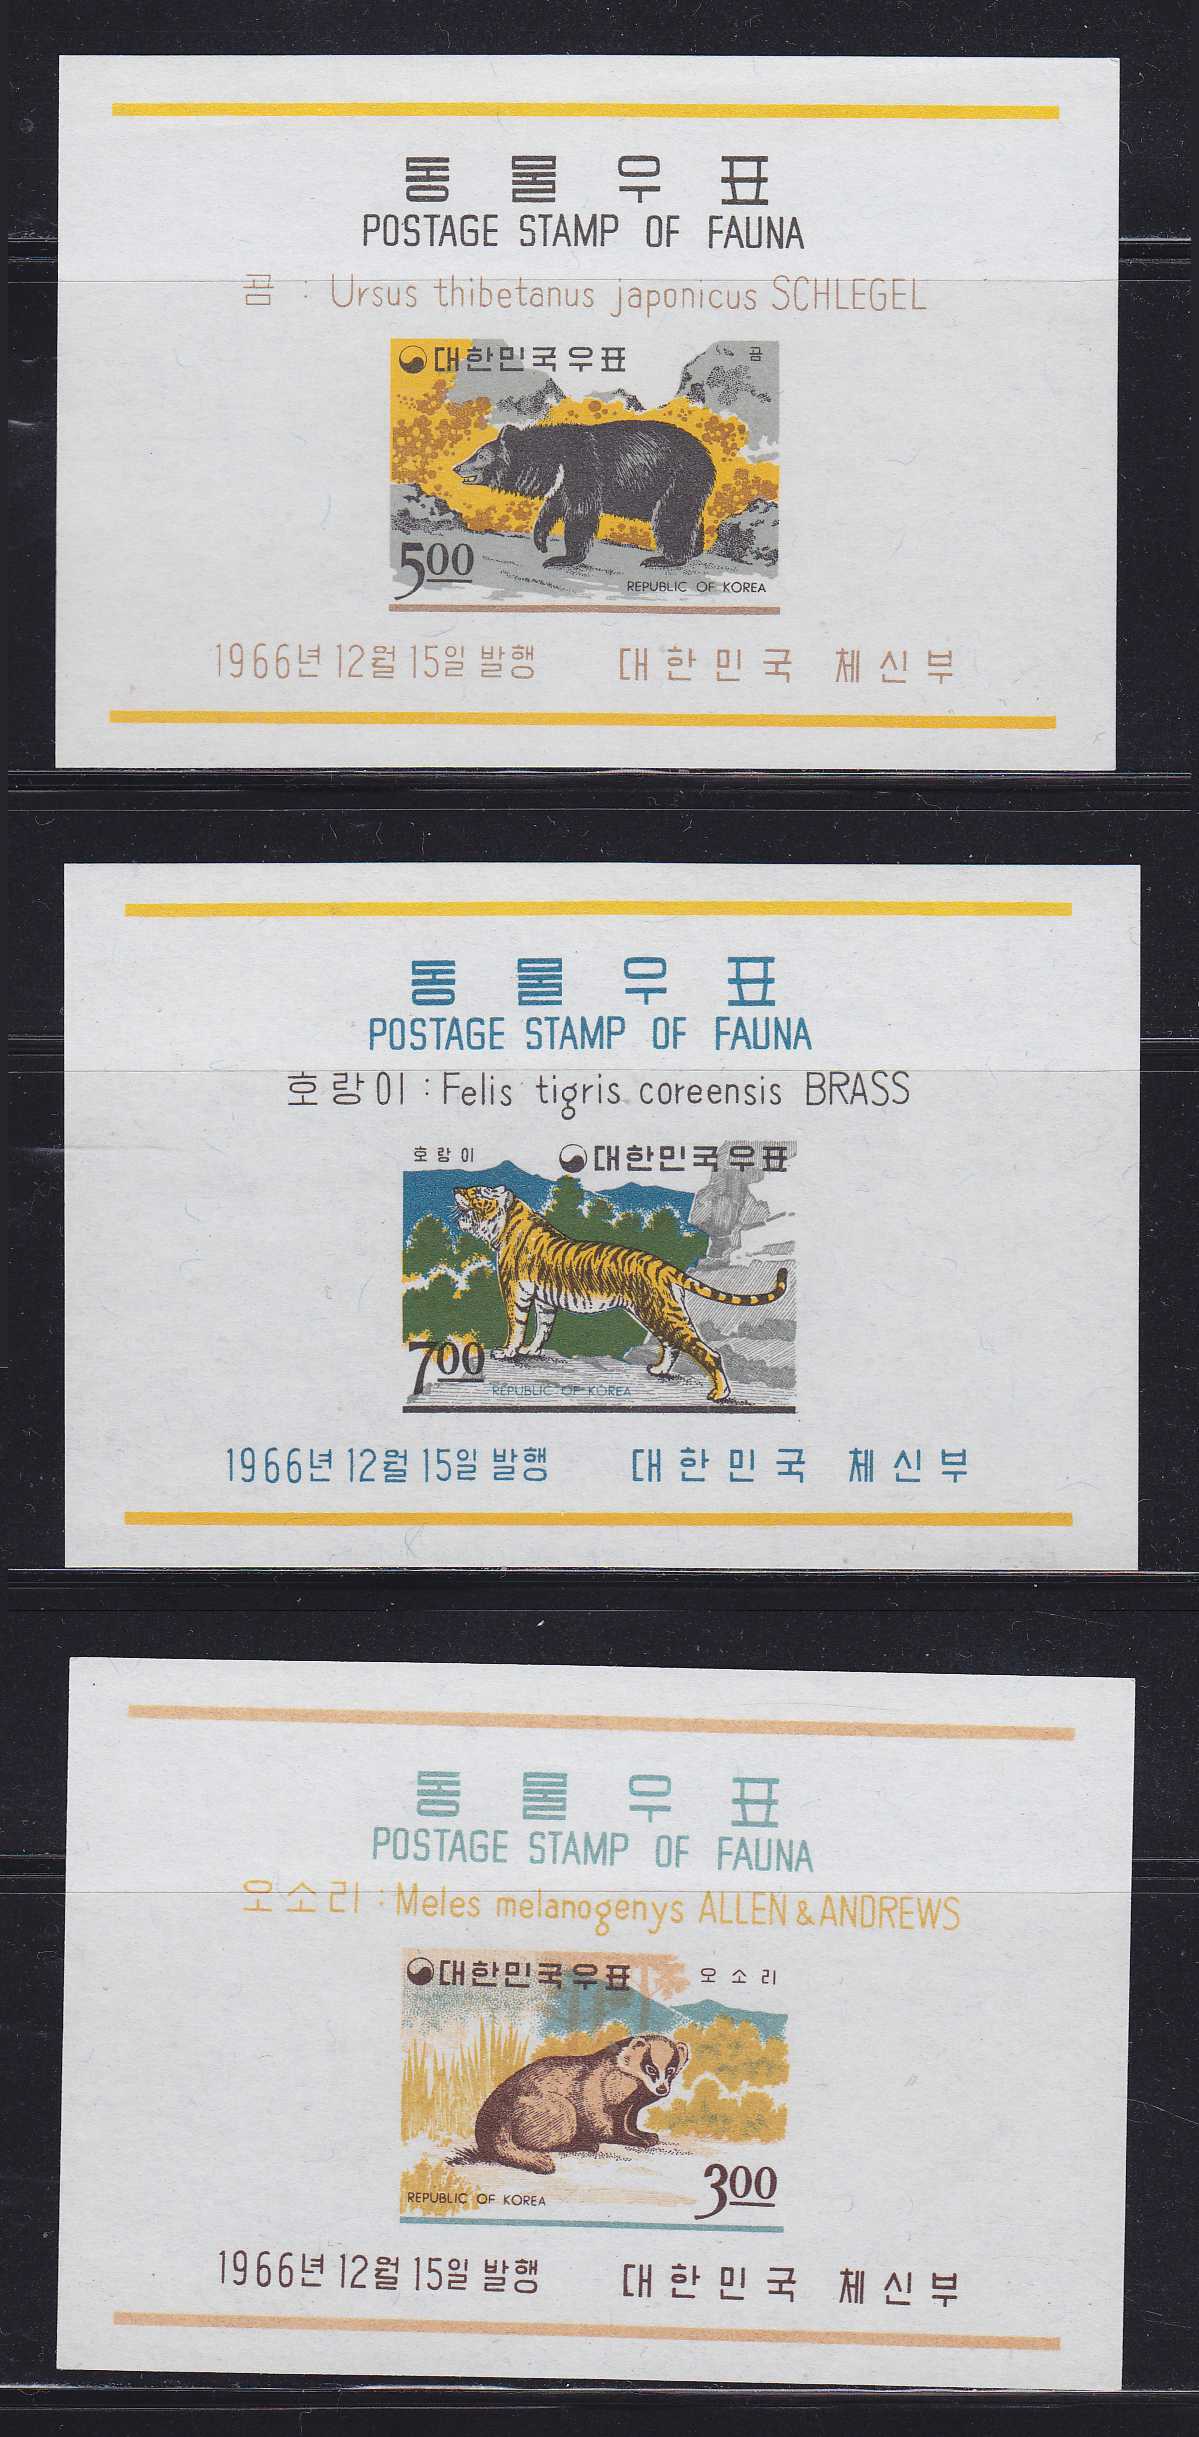 동물우표
POSTAGE STAMP OF FAUNA
곰 : Ursus thibetanus japonicus SCHLEGEL
대한민국우표 곰
500
REPUBLIC OF KOREA
1966년 12월 15일 발행 대한민국 체신부
동물우표
POSTAGE STAMP OF FAUNA
호랑이 : Felis tigris coreensis BRASS
호랑이 대한민국우표
700
REPUBLIC OF KOREA
1966년 12월 15일 발행 대한민국 체신부
동물우표
POSTAGE STAMP OF FAUNA
오소리 : Meles melanogenys ALLEN & ANDREWS
대한민국우표 오소리
REPUBLIC OF KOREA 300
1966년 12월 15일 발행 대한민국 체신부